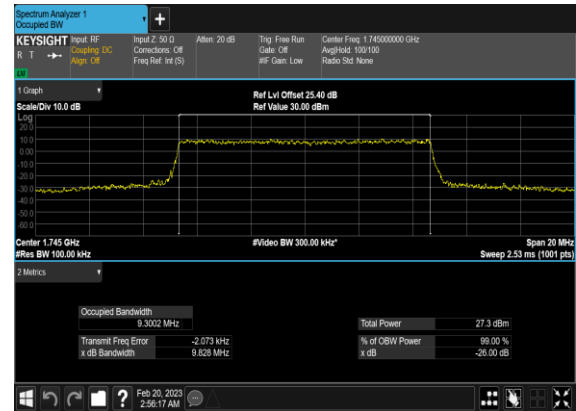 Spectrum Analyzer 1
Occupied BW
+
KEYSIGHT Input: RF Input Z: 50 Ω Atten: 20 dB Trig: Free Run Center Freq: 1.745000000 GHz
R T Coupling: DC Corrections: Off Gate: Off Avg|Hold: 100/100
Align: Off Freq Ref: Int (S) #IF Gain: Low Radio Std: None
1 Graph
Ref Lvl Offset 25.40 dB
Scale/Div 10.0 dB Ref Value 30.00 dBm
Log
20.0
10.0
0.00
-10.0
-20.0
-30.0
-40.0
-50.0
-60.0
Center 1.745 GHz #Video BW 300.00 kHz* Span 20 MHz
#Res BW 100.00 kHz Sweep 2.53 ms (1001 pts)
2 Metrics
Occupied Bandwidth
9.3002 MHz Total Power 27.3 dBm
Transmit Freq Error -2.073 kHz % of OBW Power 99.00 %
x dB Bandwidth 9.828 MHz x dB -26.00 dB
? Feb 20, 2023
2:56:17 AM